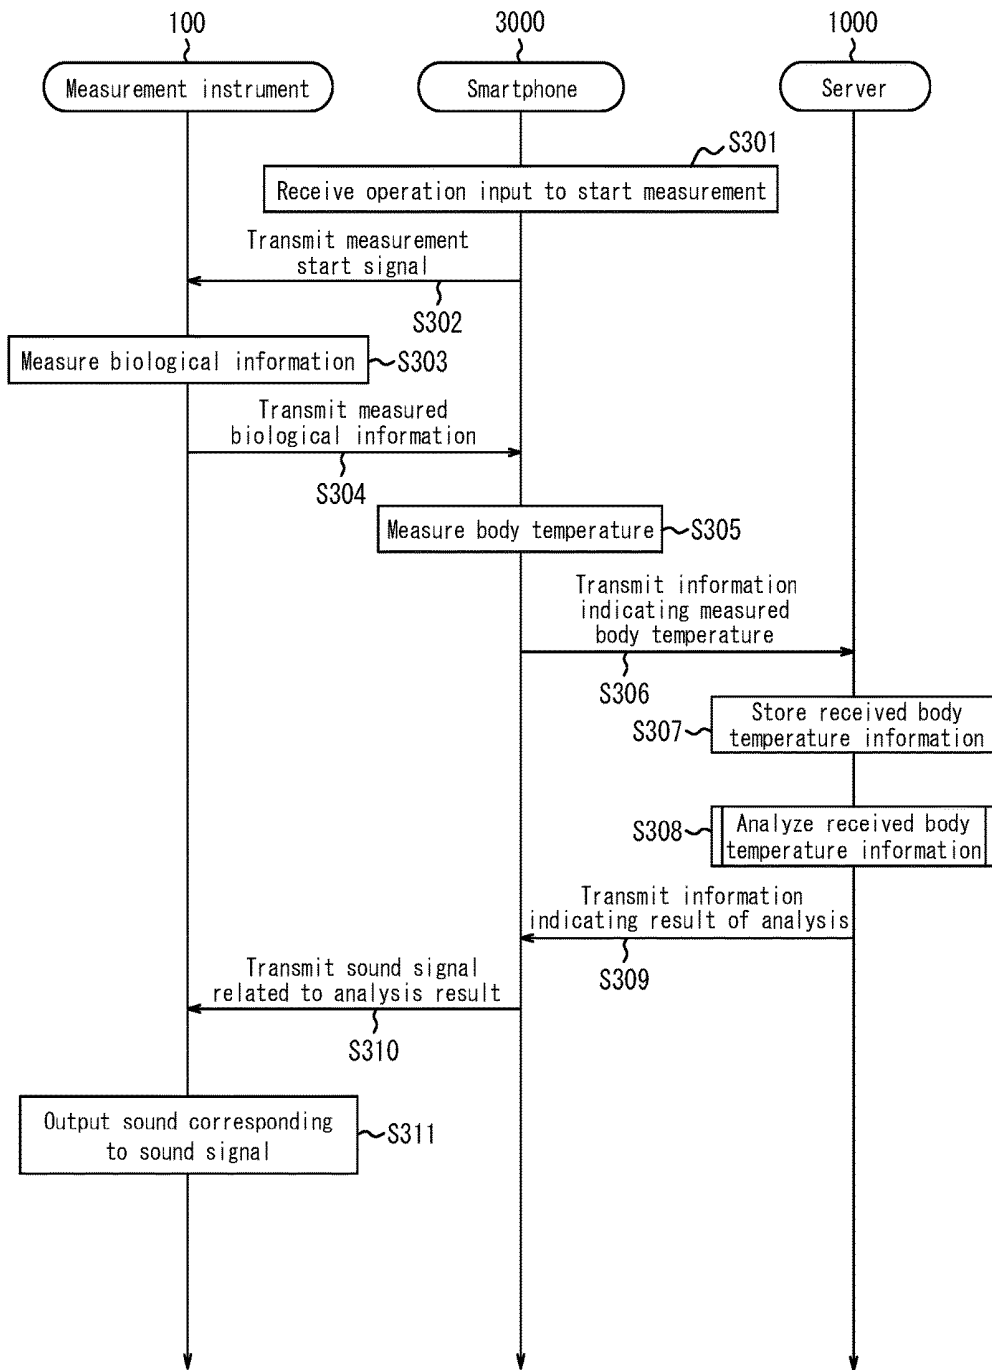 100
3000
1000
Measurement instrument
Smartphone
Server
S301
Receive operation input to start measurement
Transmit measurement
start signal
S302
Measure biological information
S303
Transmit measured
biological information
S304
Measure body temperature
S305
Transmit information
indicating measured
body temperature
S306
S307
Store received body
temperature information
S308
Analyze received body
temperature information
Transmit information
indicating result of analysis
S309
Transmit sound signal
related to analysis result
S310
Output sound corresponding
to sound signal
S311